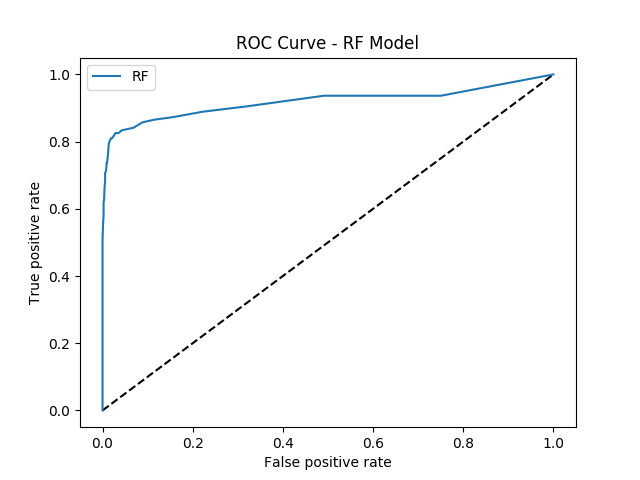 ROC Curve - RF Model
RF
1.0
0.8
0.6
0.4
0.2
0.0
True positive rate
0.0 0.2 0.4 0.6 0.8 1.0
False positive rate